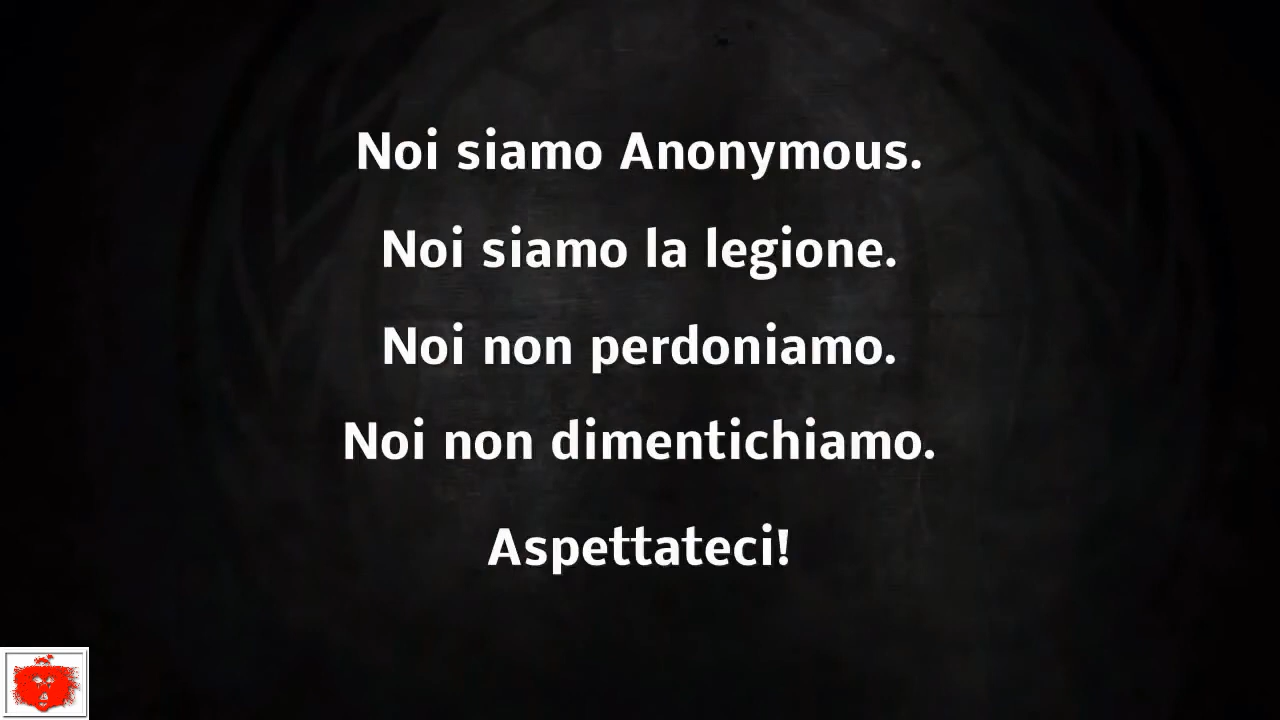 Noi siamo Anonymous.
Noi siamo la legione.
Noi non perdoniamo.
Noi non dimentichiamo.
Aspettateci!